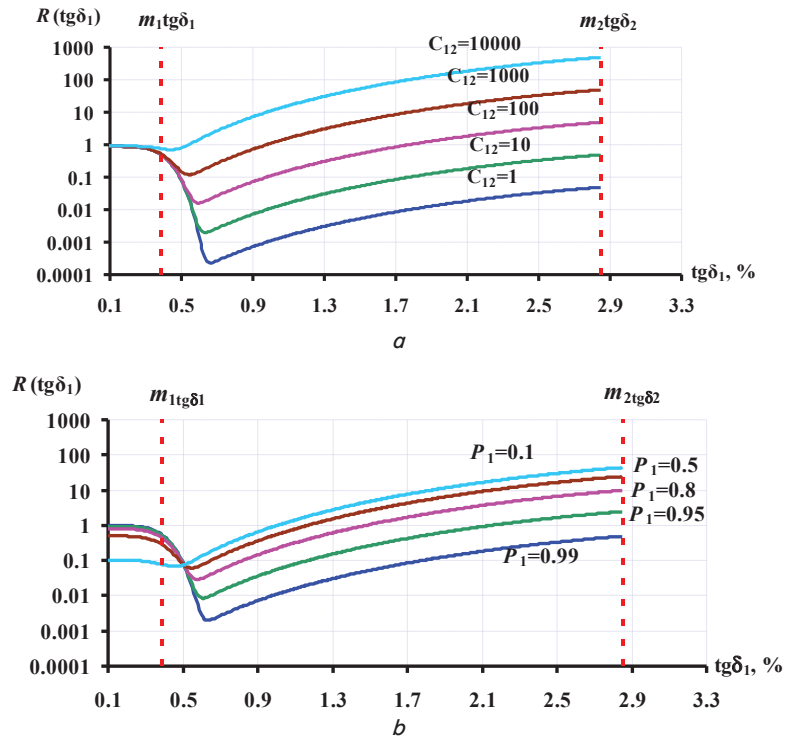 R (tgδ₁)
m₁tgδ₁
m₂tgδ₂
C₁₂=10000
1000
C₁₂=1000
100
C₁₂=100
10
C₁₂=10
1
C₁₂=1
0.1
0.01
0.001
0.0001
tgδ₁, %
0.1 0.5 0.9 1.3 1.7 2.1 2.5 2.9 3.3
a
R (tgδ₁)
m₁tgδ1
m₂tgδ2
1000
P₁=0.1
100
P₁=0.5
10
P₁=0.8
1
P₁=0.95
0.1
P₁=0.99
0.01
0.001
0.0001
tgδ₁, %
0.1 0.5 0.9 1.3 1.7 2.1 2.5 2.9 3.3
b